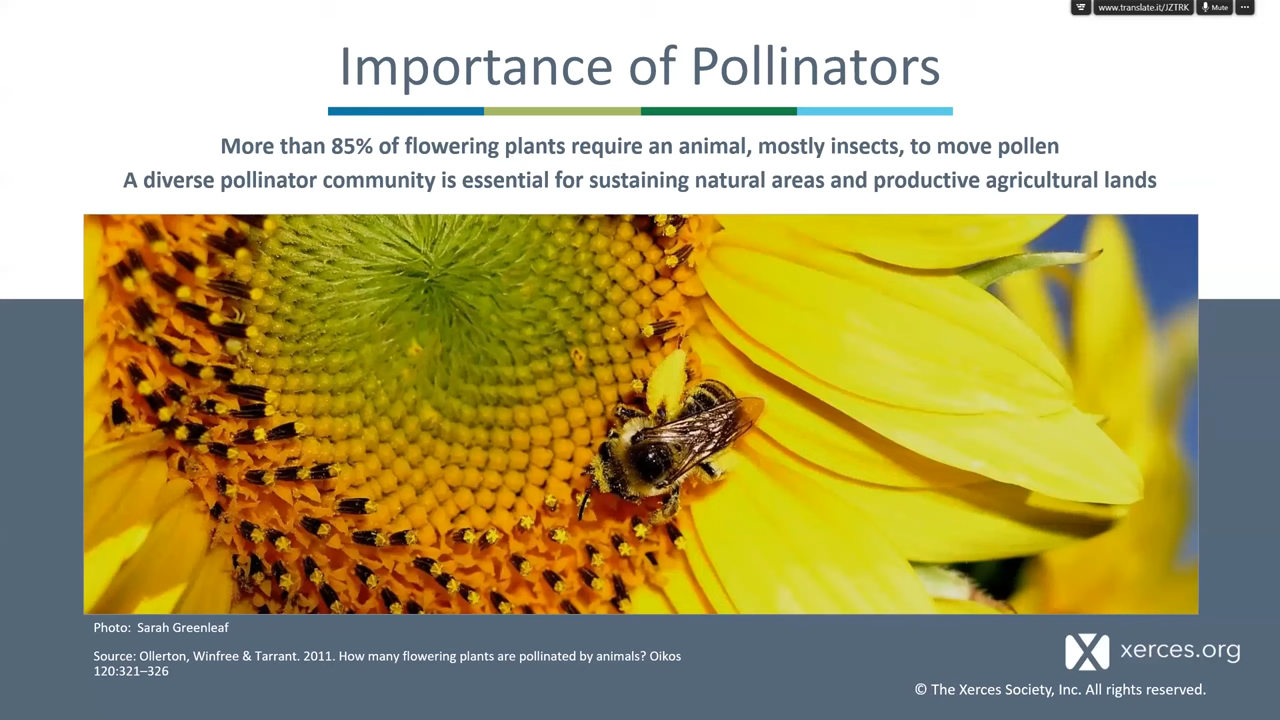 www.translate.it/JZTRK
Mute
Importance of Pollinators
More than 85% of flowering plants require an animal, mostly insects, to move pollen
A diverse pollinator community is essential for sustaining natural areas and productive agricultural lands
Photo: Sarah Greenleaf
Source: Ollerton, Winfree & Tarrant. 2011. How many flowering plants are pollinated by animals? Oikos
120:321–326
xerces.org
© The Xerces Society, Inc. All rights reserved.